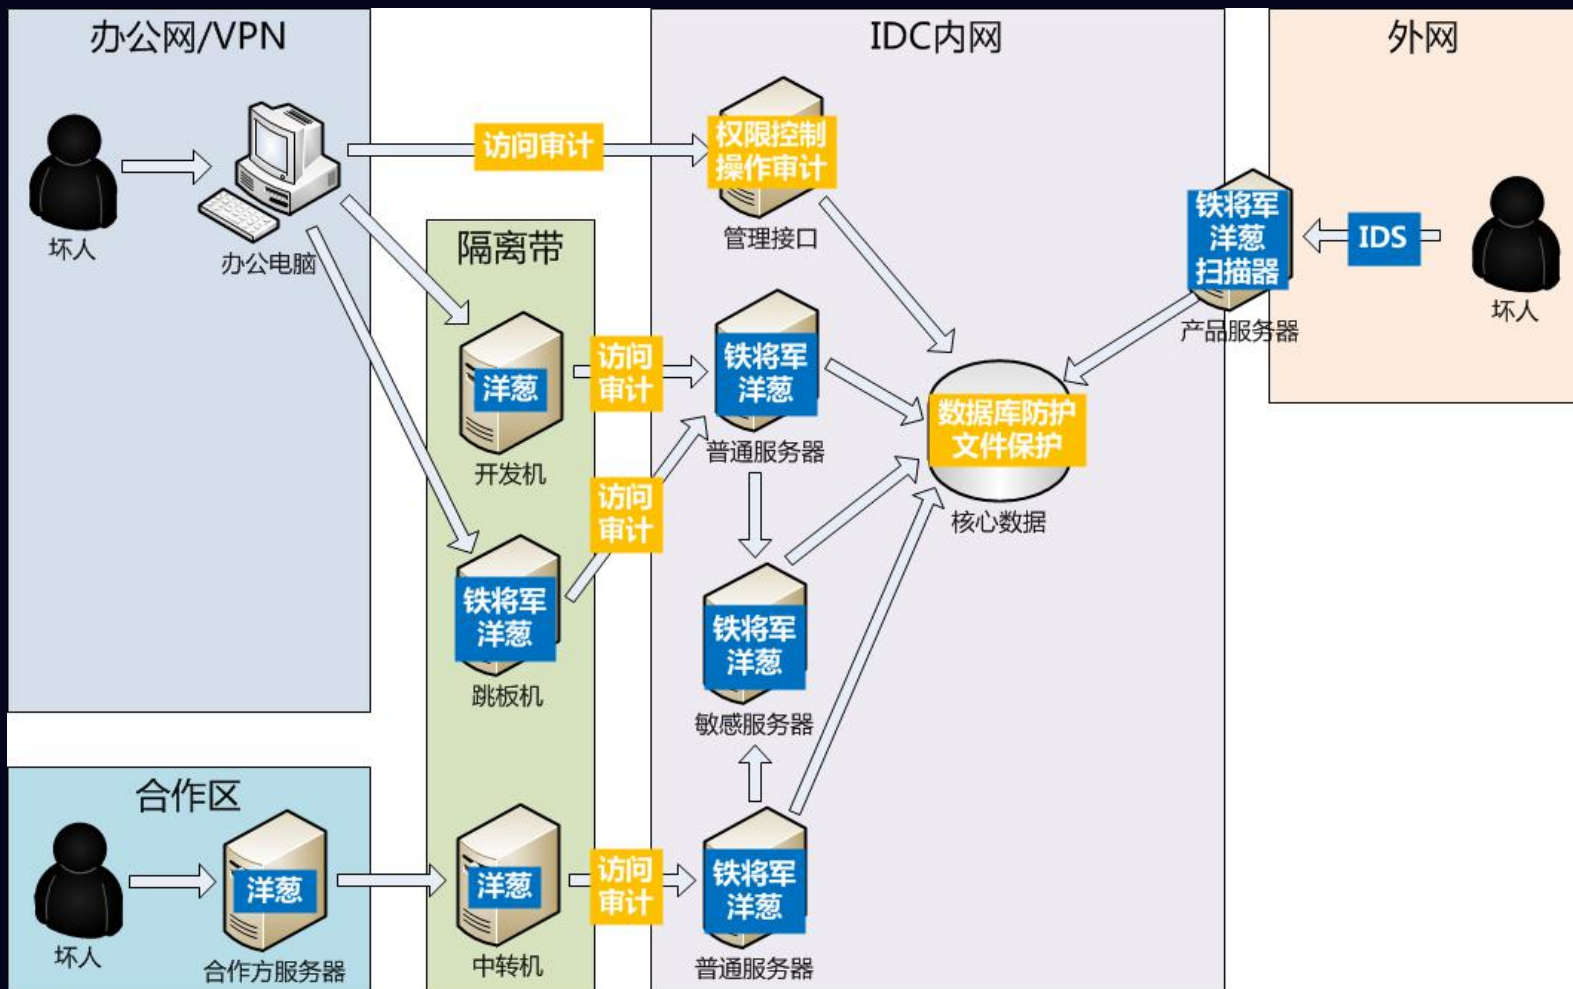 办公网/VPN
坏人
办公电脑
访问审计
隔离带
洋葱
开发机
铁将军
洋葱
跳板机
合作区
坏人
洋葱
合作方服务器
洋葱
中转机
访问
审计
访问
审计
访问
审计
IDC内网
权限控制
操作审计
管理接口
铁将军
洋葱
普通服务器
铁将军
洋葱
敏感服务器
铁将军
洋葱
普通服务器
数据库防护
文件保护
核心数据
外网
铁将军
洋葱
扫描器
产品服务器
IDS
坏人